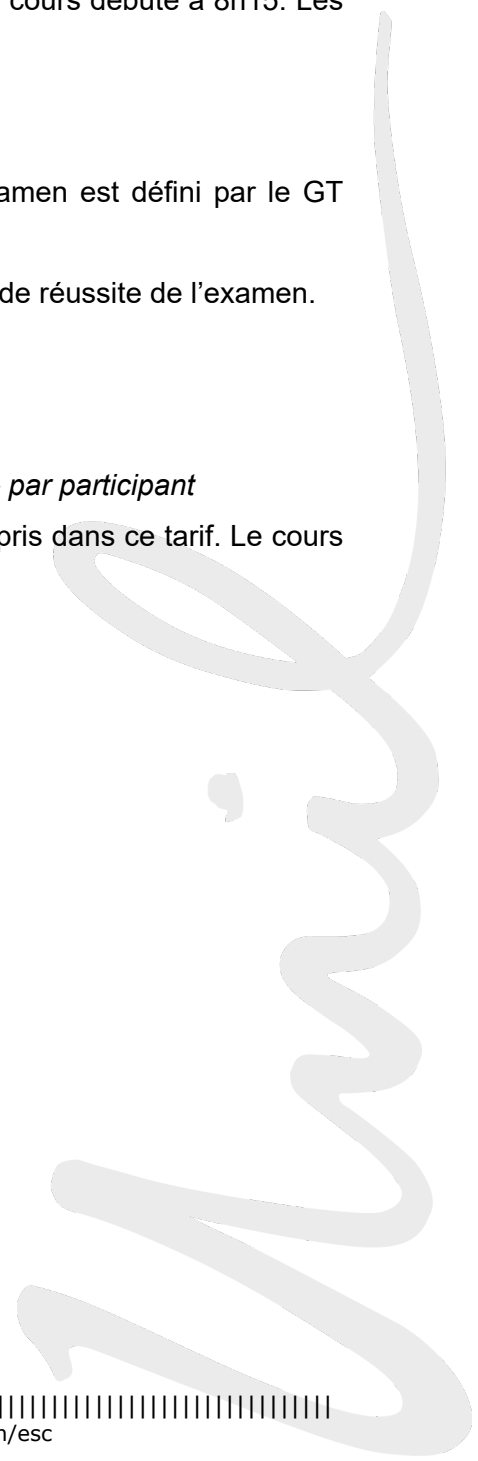 cours débute à 8h15. Les
amen est défini par le GT
de réussite de l'examen.
par participant
pris dans ce tarif. Le cours
Unil
||||||||||||||||||||||||||||||
n/esc